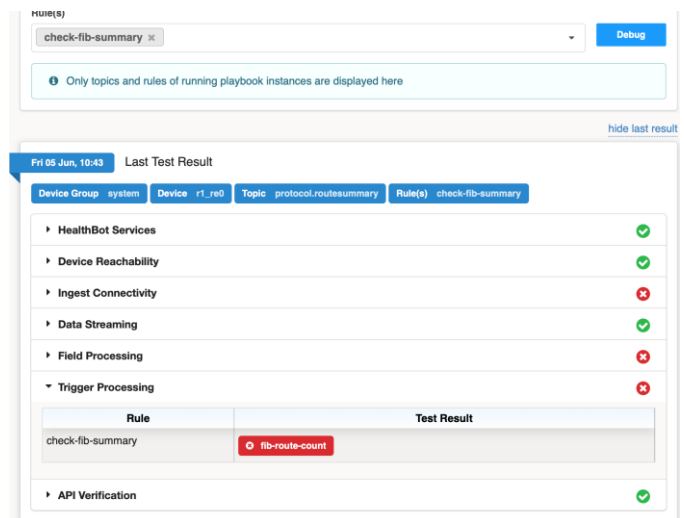 Rule(s)
check-fib-summary ×
Debug
Only topics and rules of running playbook instances are displayed here
hide last result
Fri 05 Jun, 10:43 Last Test Result
Device Group system Device r1_re0 Topic protocol.routesummary Rule(s) check-fib-summary
HealthBot Services
Device Reachability
Ingest Connectivity
Data Streaming
Field Processing
Trigger Processing
Rule Test Result
check-fib-summary fib-route-count
API Verification